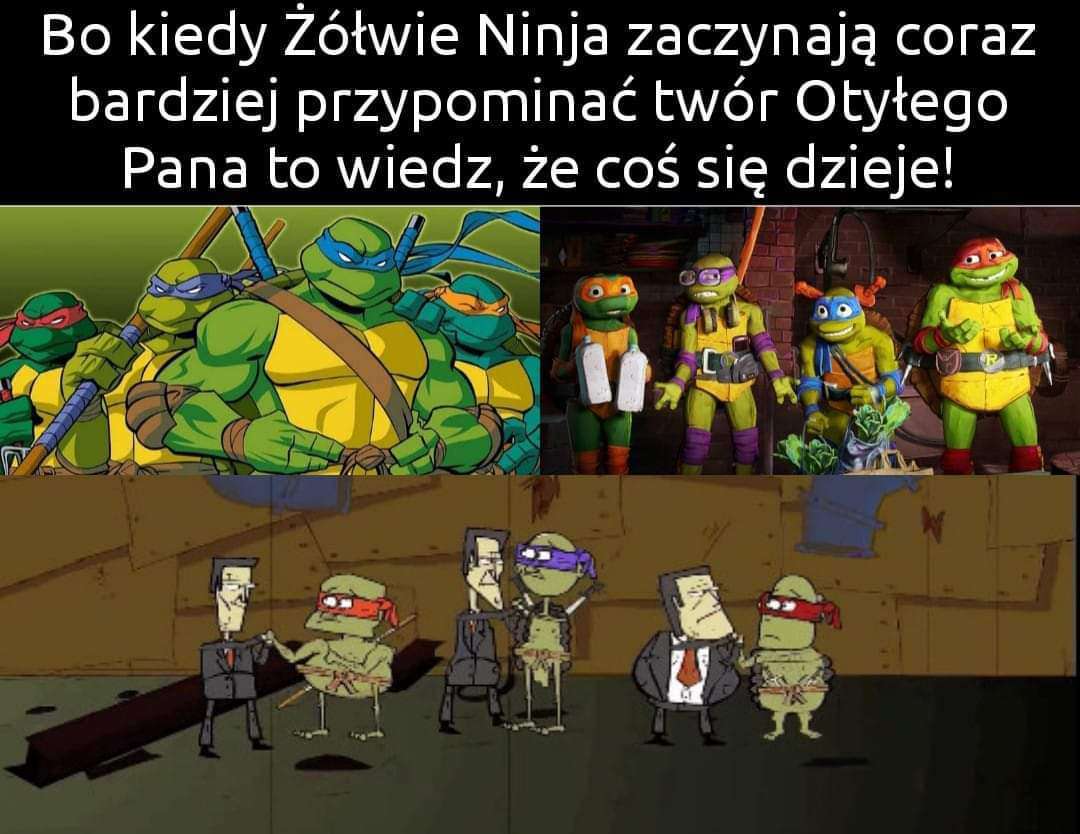 Bo kiedy Żółwie Ninja zaczynają coraz
bardziej przypominać twór Otyłego
Pana to wiedz, że coś się dzieje!
R